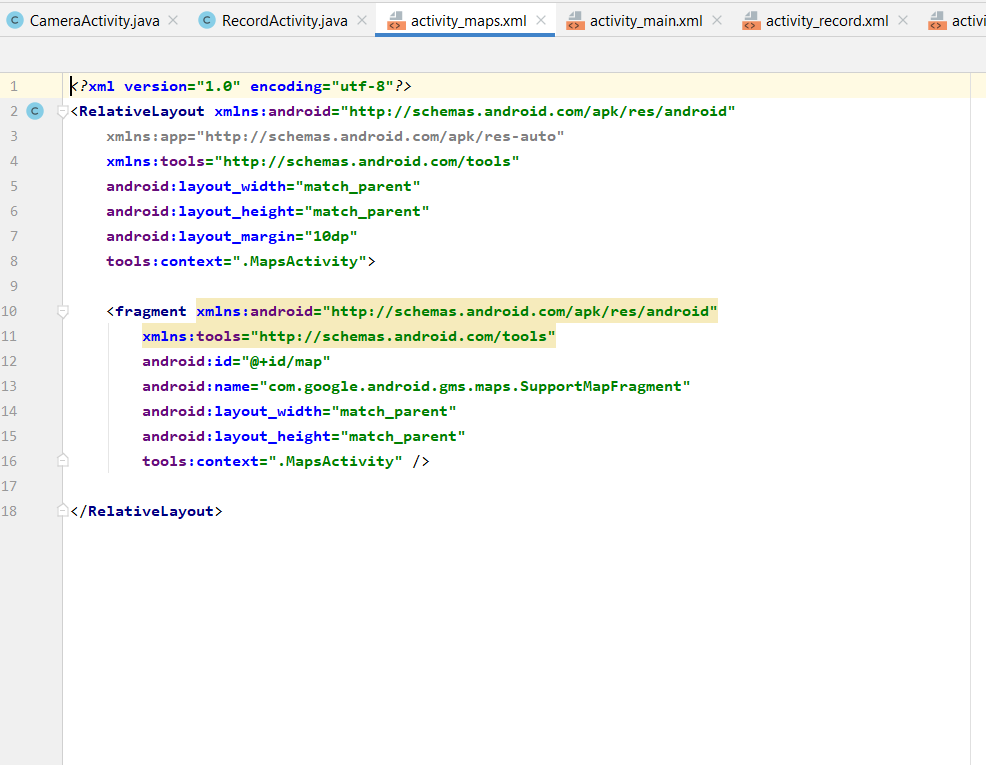 CameraActivity.java RecordActivity.java activity_maps.xml activity_main.xml activity_record.xml activi
1 <?xml version="1.0" encoding="utf-8"?>
2 <RelativeLayout xmlns:android="http://schemas.android.com/apk/res/android"
3 xmlns:app="http://schemas.android.com/apk/res-auto"
4 xmlns:tools="http://schemas.android.com/tools"
5 android:layout_width="match_parent"
6 android:layout_height="match_parent"
7 android:layout_margin="10dp"
8 tools:context=".MapsActivity">
9
10 <fragment xmlns:android="http://schemas.android.com/apk/res/android"
11 xmlns:tools="http://schemas.android.com/tools"
12 android:id="@+id/map"
13 android:name="com.google.android.gms.maps.SupportMapFragment"
14 android:layout_width="match_parent"
15 android:layout_height="match_parent"
16 tools:context=".MapsActivity" />
17
18 </RelativeLayout>